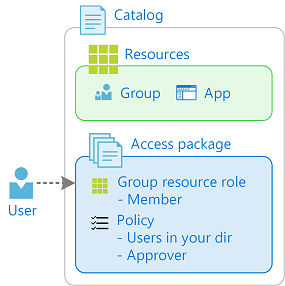 Catalog
Resources
Group App
Access package
Group resource role
- Member
Policy
- Users in your dir
- Approver
User